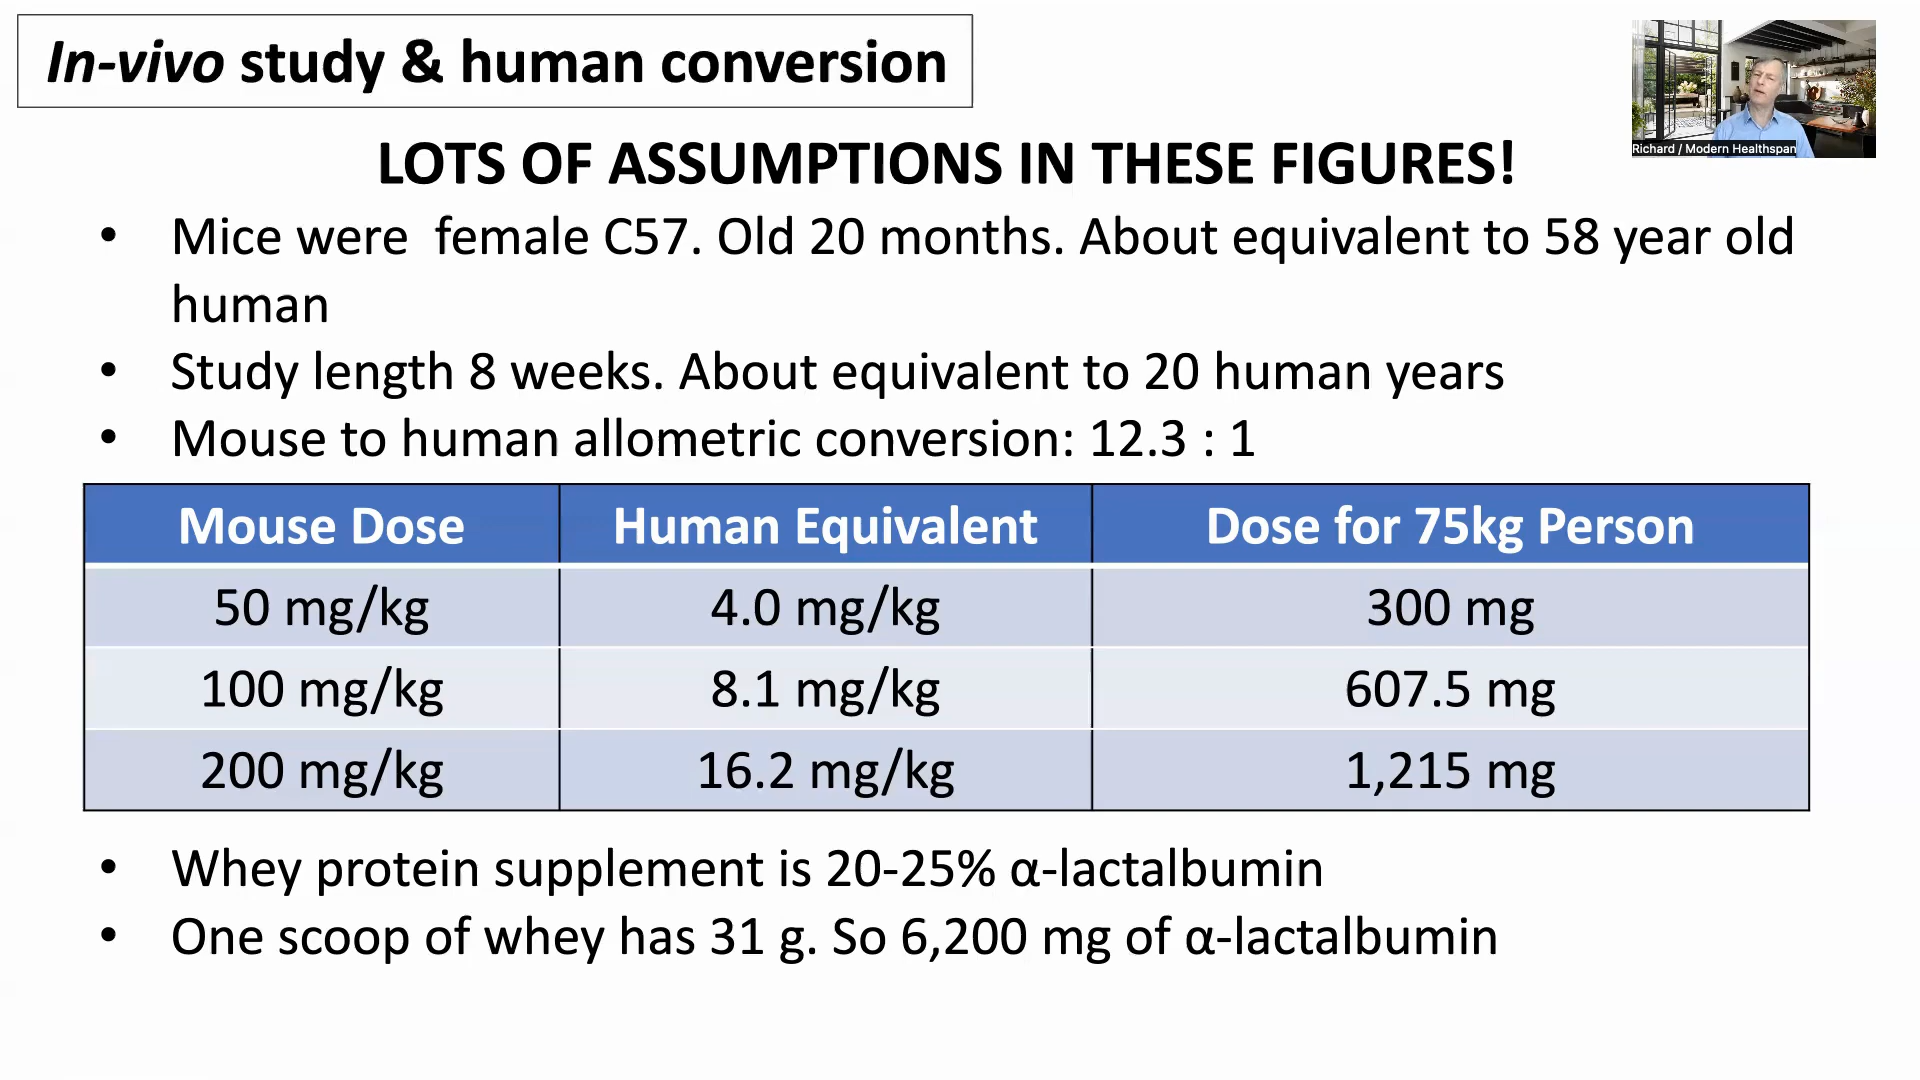 In-vivo study & human conversion
Richard / Modern Healthspan
LOTS OF ASSUMPTIONS IN THESE FIGURES!
• Mice were  female C57. Old 20 months. About equivalent to 58 year old
human
• Study length 8 weeks. About equivalent to 20 human years
• Mouse to human allometric conversion: 12.3 : 1
Mouse Dose Human Equivalent Dose for 75kg Person
50 mg/kg 4.0 mg/kg 300 mg
100 mg/kg 8.1 mg/kg 607.5 mg
200 mg/kg 16.2 mg/kg 1,215 mg
• Whey protein supplement is 20-25% α-lactalbumin
• One scoop of whey has 31 g. So 6,200 mg of α-lactalbumin